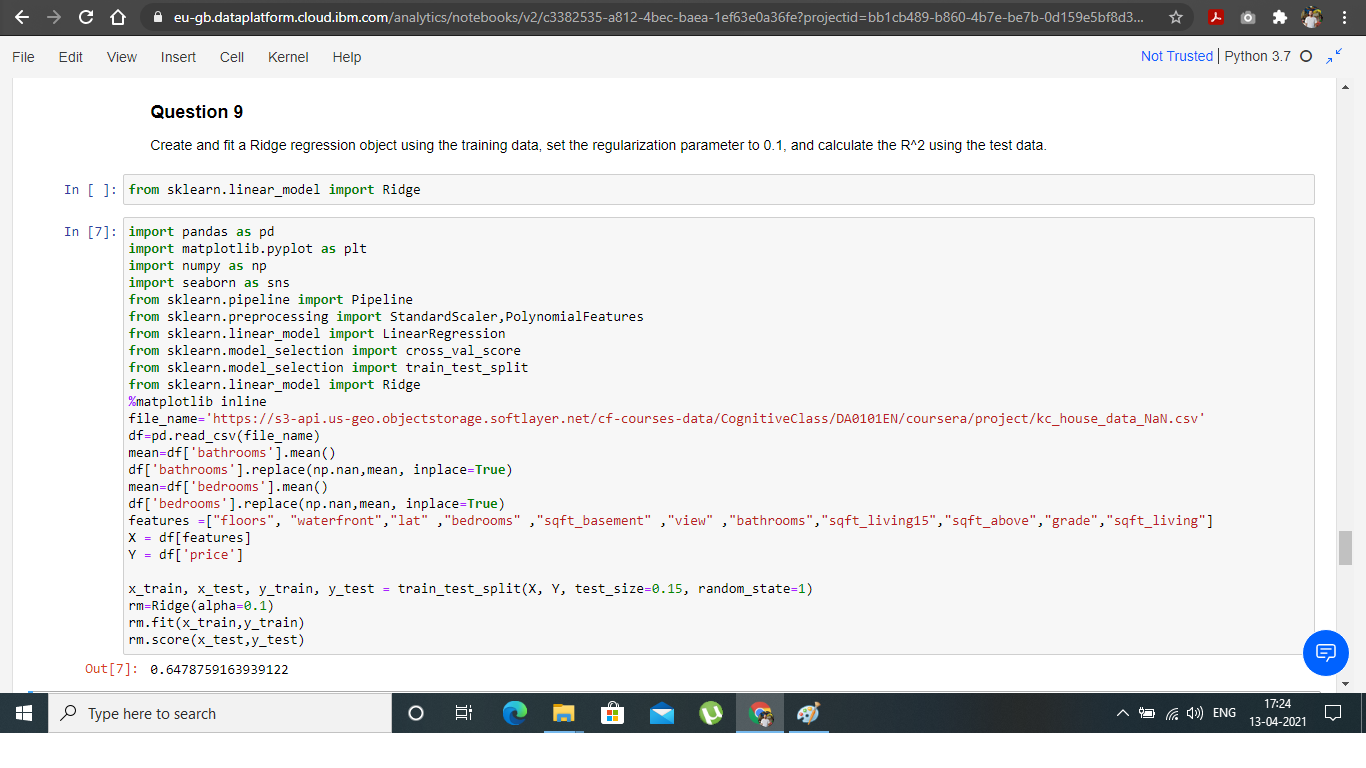 eu-gb.dataplatform.cloud.ibm.com/analytics/notebooks/v2/c3382535-a812-4bec-baea-1ef63e0a36fe?projectid=bb1cb489-b860-4b7e-be7b-0d159e5bf8d3...
File Edit View Insert Cell Kernel Help Not Trusted | Python 3.7
Question 9
Create and fit a Ridge regression object using the training data, set the regularization parameter to 0.1, and calculate the R^2 using the test data.
In [ ]: from sklearn.linear_model import Ridge
In [7]: import pandas as pd
import matplotlib.pyplot as plt
import numpy as np
import seaborn as sns
from sklearn.pipeline import Pipeline
from sklearn.preprocessing import StandardScaler,PolynomialFeatures
from sklearn.linear_model import LinearRegression
from sklearn.model_selection import cross_val_score
from sklearn.model_selection import train_test_split
from sklearn.linear_model import Ridge
%matplotlib inline
file_name='https://s3-api.us-geo.objectstorage.softlayer.net/cf-courses-data/CognitiveClass/DA0101EN/coursera/project/kc_house_data_NaN.csv'
df=pd.read_csv(file_name)
mean=df['bathrooms'].mean()
df['bathrooms'].replace(np.nan,mean, inplace=True)
mean=df['bedrooms'].mean()
df['bedrooms'].replace(np.nan,mean, inplace=True)
features =["floors", "waterfront","lat" ,"bedrooms" ,"sqft_basement" ,"view" ,"bathrooms","sqft_living15","sqft_above","grade","sqft_living"]
X = df[features]
Y = df['price']
x_train, x_test, y_train, y_test = train_test_split(X, Y, test_size=0.15, random_state=1)
rm=Ridge(alpha=0.1)
rm.fit(x_train,y_train)
rm.score(x_test,y_test)
Out[7]: 0.6478759163939122
Type here to search
ENG
17:24
13-04-2021